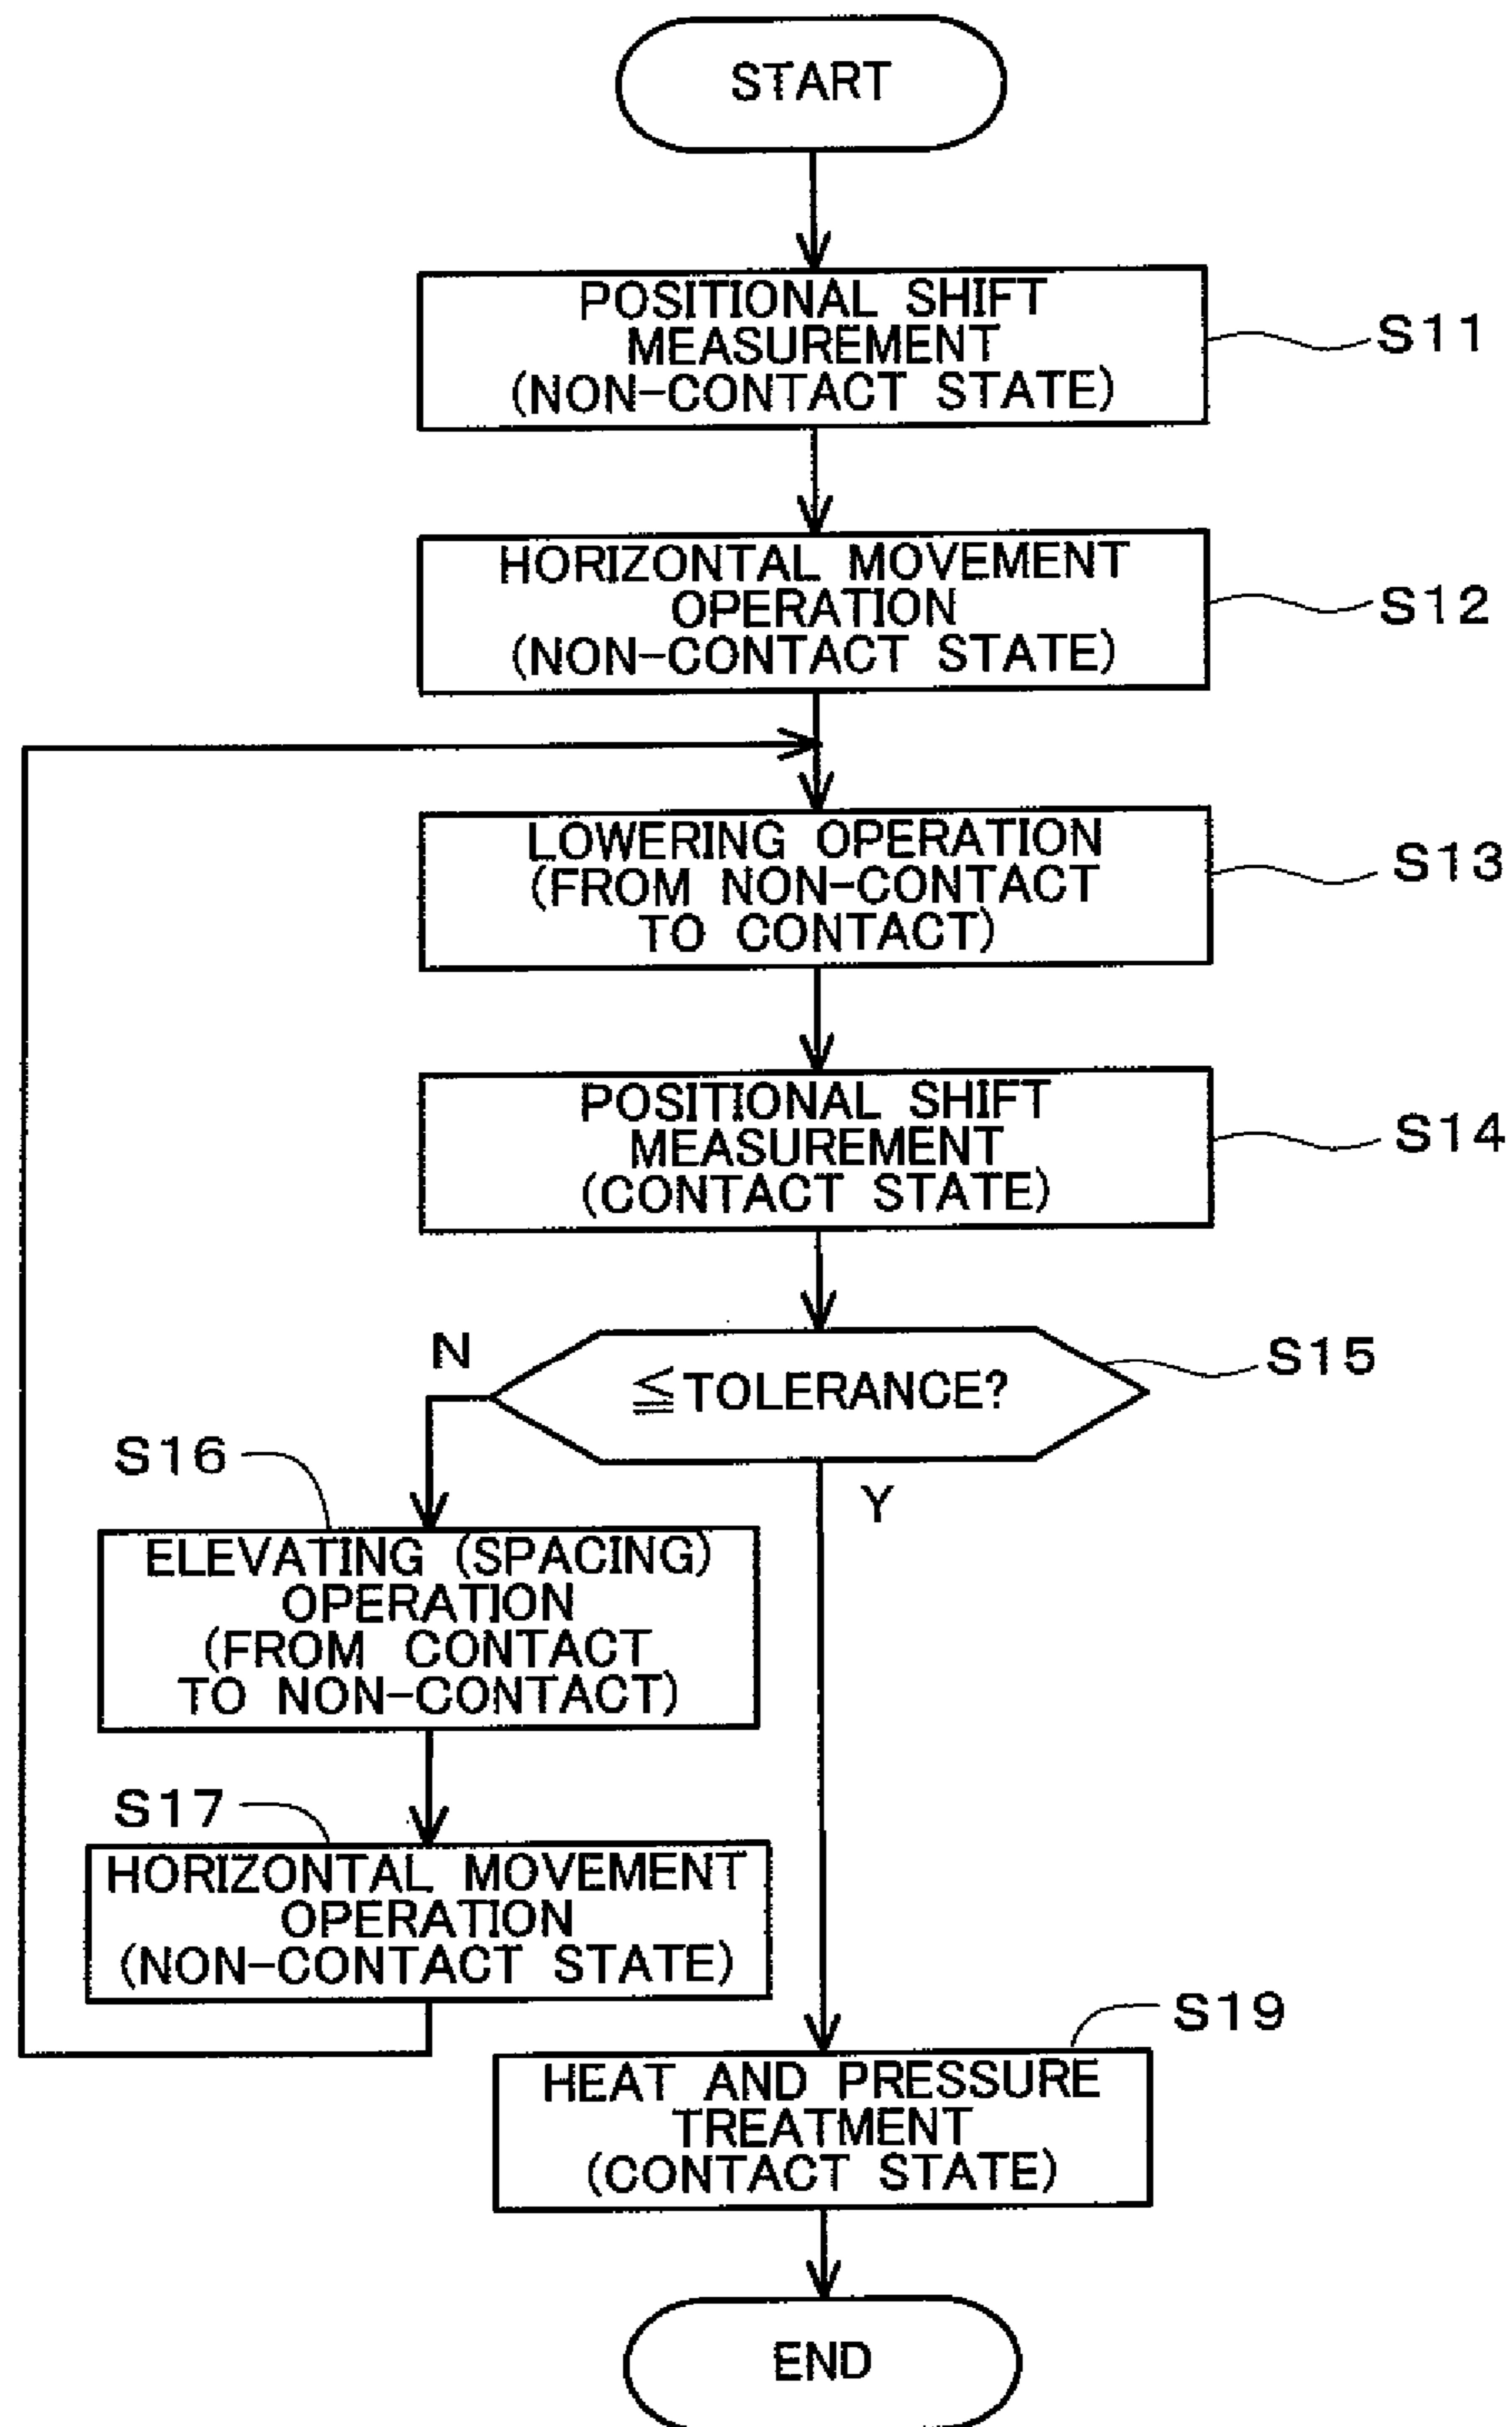 START
POSITIONAL SHIFT
MEASUREMENT
(NON-CONTACT STATE)
S11
HORIZONTAL MOVEMENT
OPERATION
(NON-CONTACT STATE)
S12
LOWERING OPERATION
(FROM NON-CONTACT
TO CONTACT)
S13
POSITIONAL SHIFT
MEASUREMENT
(CONTACT STATE)
S14
N
≦TOLERANCE?
S15
Y
S16
ELEVATING (SPACING)
OPERATION
(FROM CONTACT
TO NON-CONTACT)
S17
HORIZONTAL MOVEMENT
OPERATION
(NON-CONTACT STATE)
S19
HEAT AND PRESSURE
TREATMENT
(CONTACT STATE)
END